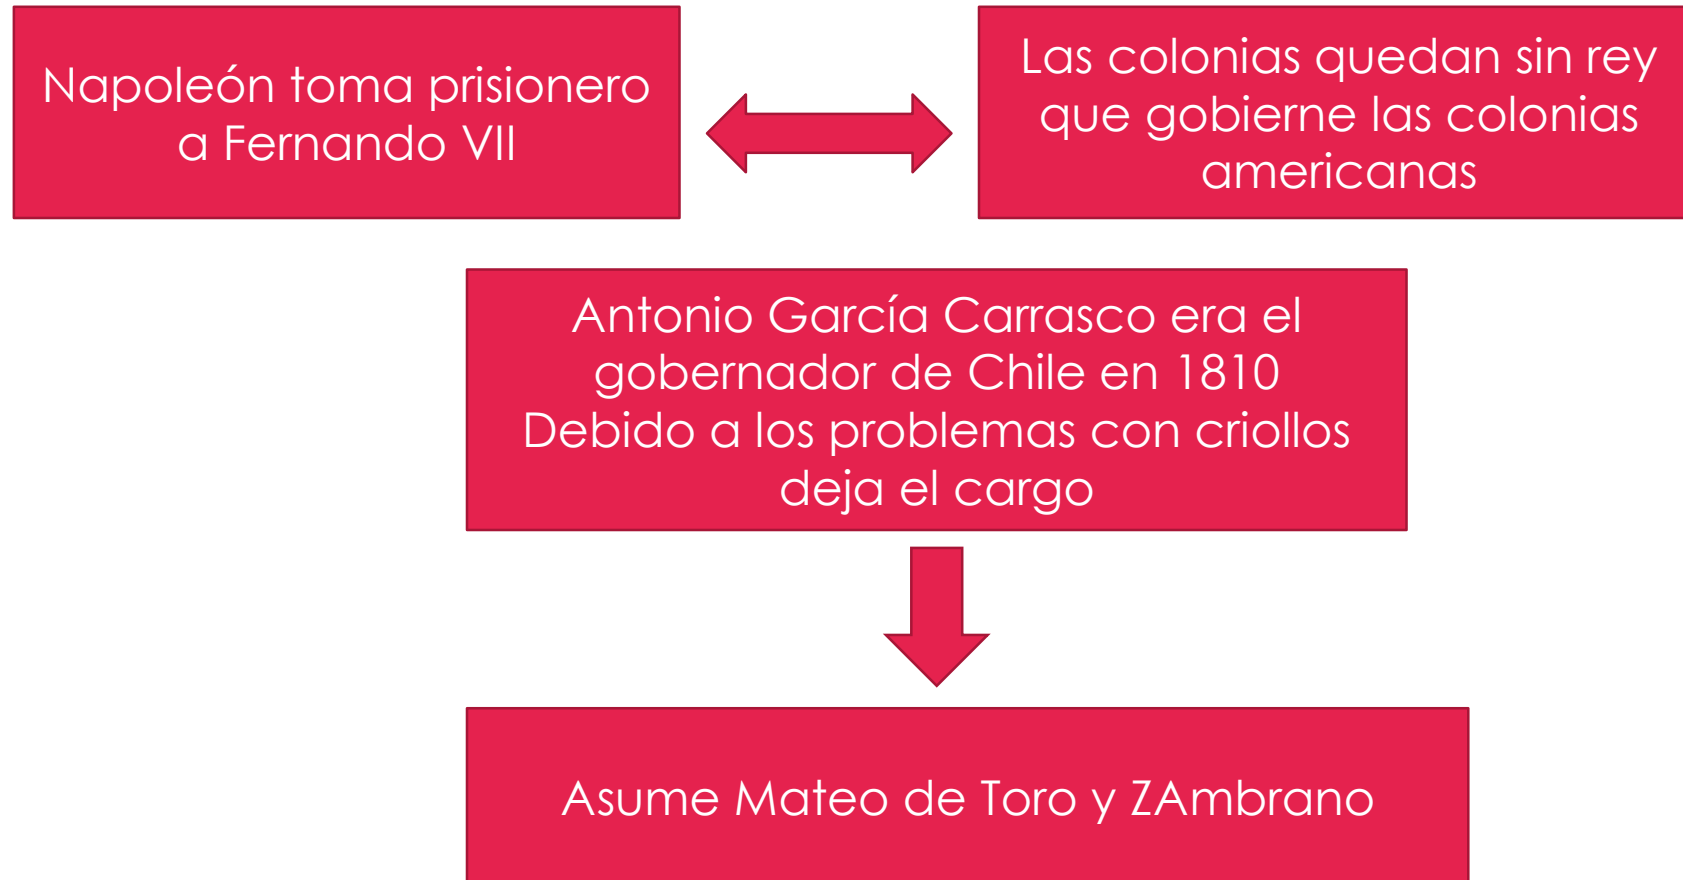 Napoleón toma prisionero
a Fernando VII
Las colonias quedan sin rey
que gobierne las colonias
americanas
Antonio García Carrasco era el
gobernador de Chile en 1810
Debido a los problemas con criollos
deja el cargo
Asume Mateo de Toro y ZAmbrano